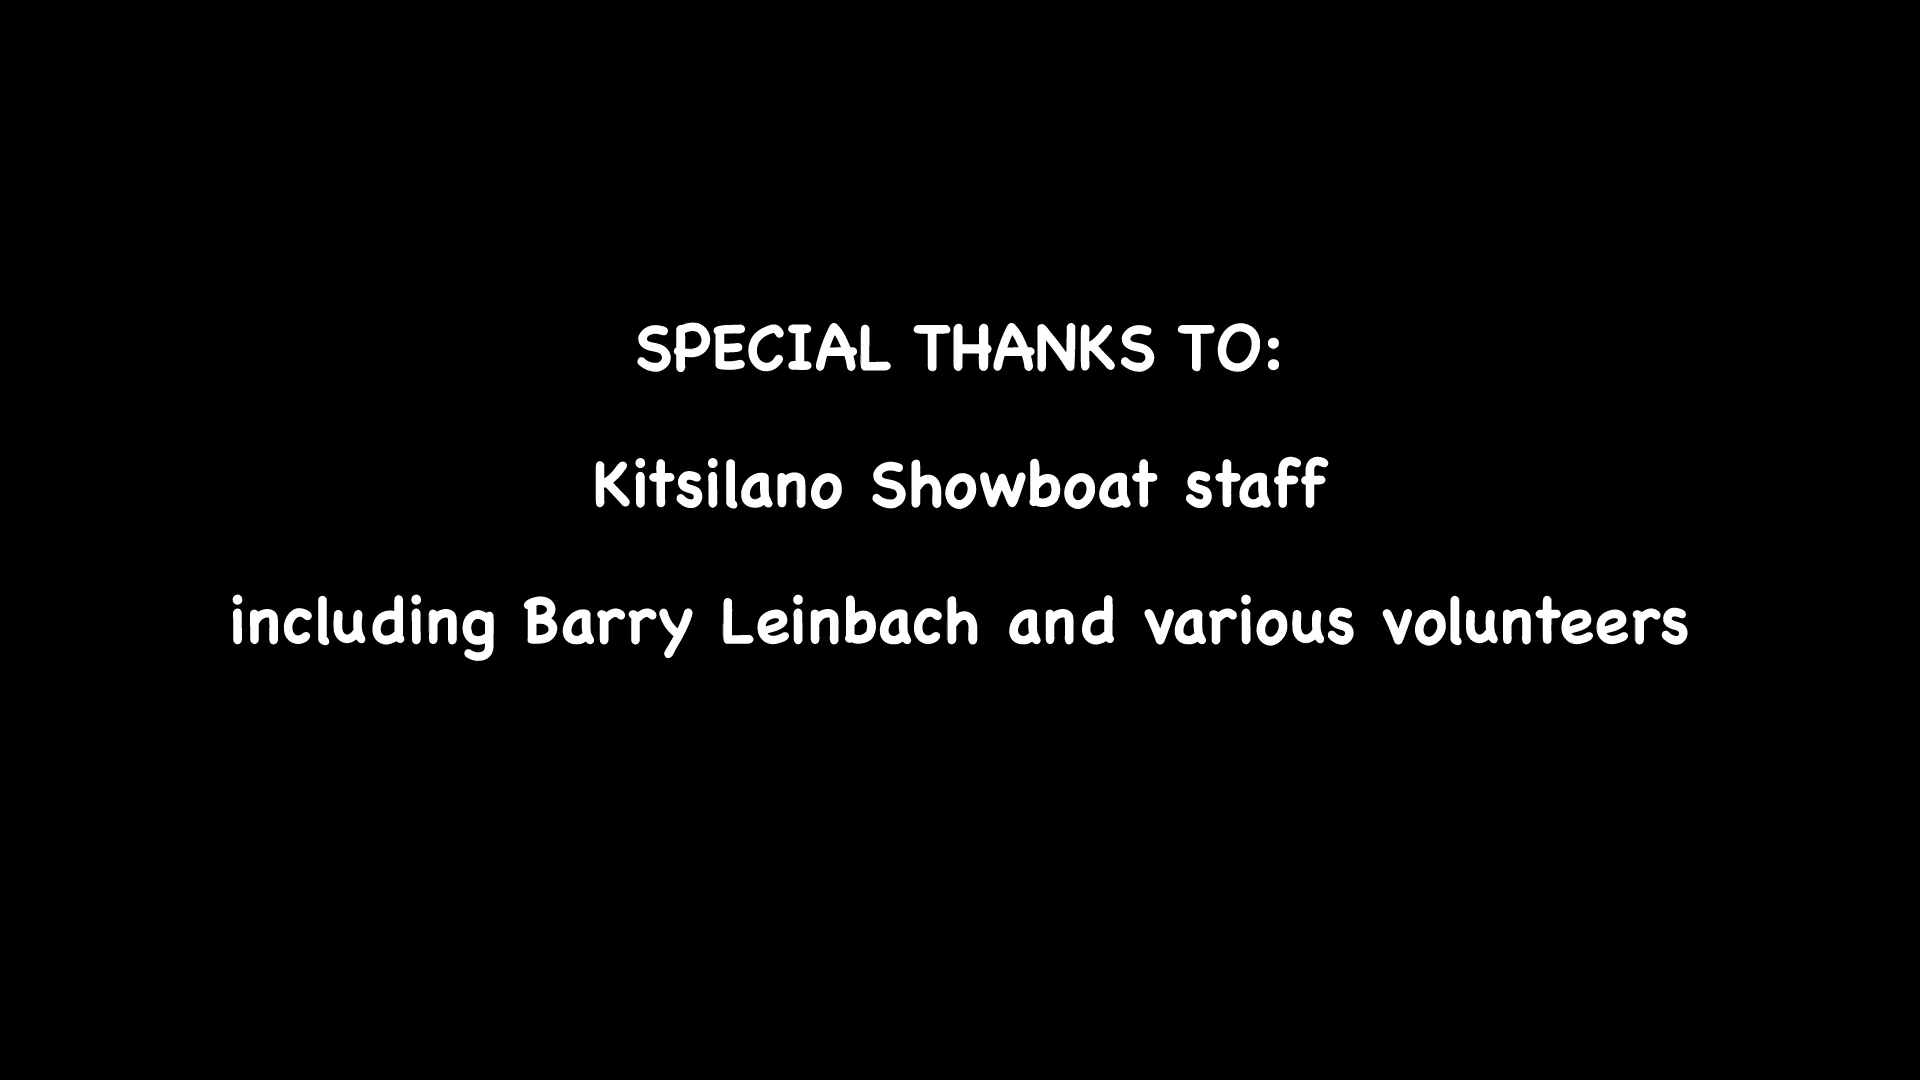 SPECIAL THANKS TO:
Kitsilano Showboat staff
including Barry Leinbach and various volunteers